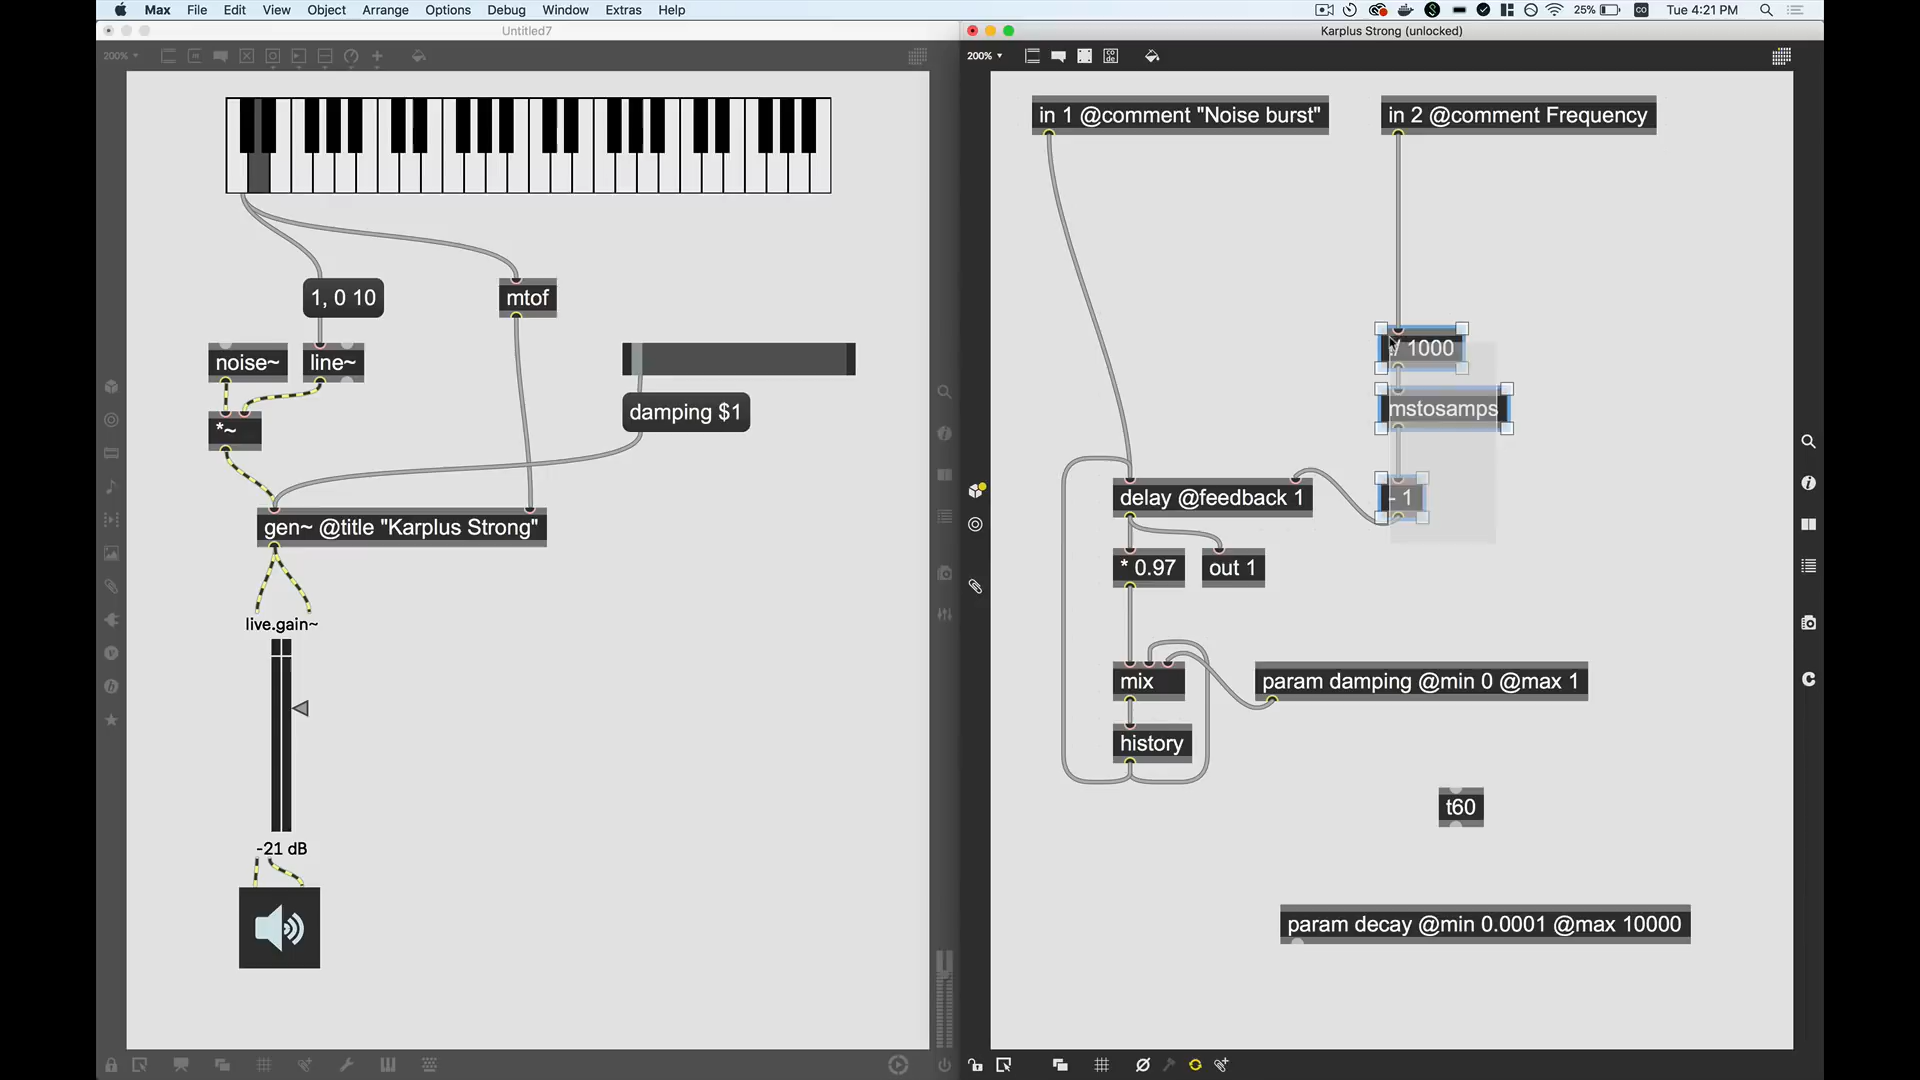 Max File Edit View Object Arrange Options Debug Window Extras Help
25% Tue 4:21 PM
Untitled7
200%
1, 0 10
mtof
noise~
line~
*~
damping $1
gen~ @title "Karplus Strong"
live.gain~
-21 dB
Karplus Strong (unlocked)
200%
in 1 @comment "Noise burst"
in 2 @comment Frequency
!/ 1000
mstosamps
- 1
delay @feedback 1
* 0.97
out 1
mix
param damping @min 0 @max 1
history
t60
param decay @min 0.0001 @max 10000